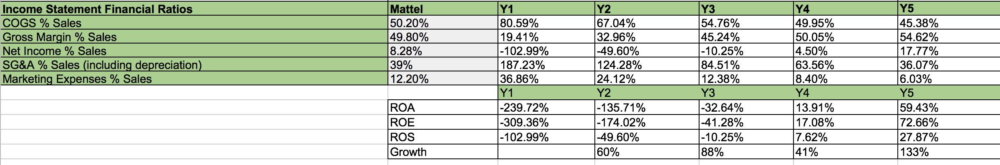 Income Statement Financial Ratios Mattel Y1 Y2 Y3 Y4 Y5
COGS % Sales 50.20% 80.59% 67.04% 54.76% 49.95% 45.38%
Gross Margin % Sales 49.80% 19.41% 32.96% 45.24% 50.05% 54.62%
Net Income % Sales 8.28% -102.99% -49.60% -10.25% 4.50% 17.77%
SG&A % Sales (including depreciation) 39% 187.23% 124.28% 84.51% 63.56% 36.07%
Marketing Expenses % Sales 12.20% 36.86% 24.12% 12.38% 8.40% 6.03%
Y1 Y2 Y3 Y4 Y5
ROA -239.72% -135.71% -32.64% 13.91% 59.43%
ROE -309.36% -174.02% -41.28% 17.08% 72.66%
ROS -102.99% -49.60% -10.25% 7.62% 27.87%
Growth 60% 88% 41% 133%